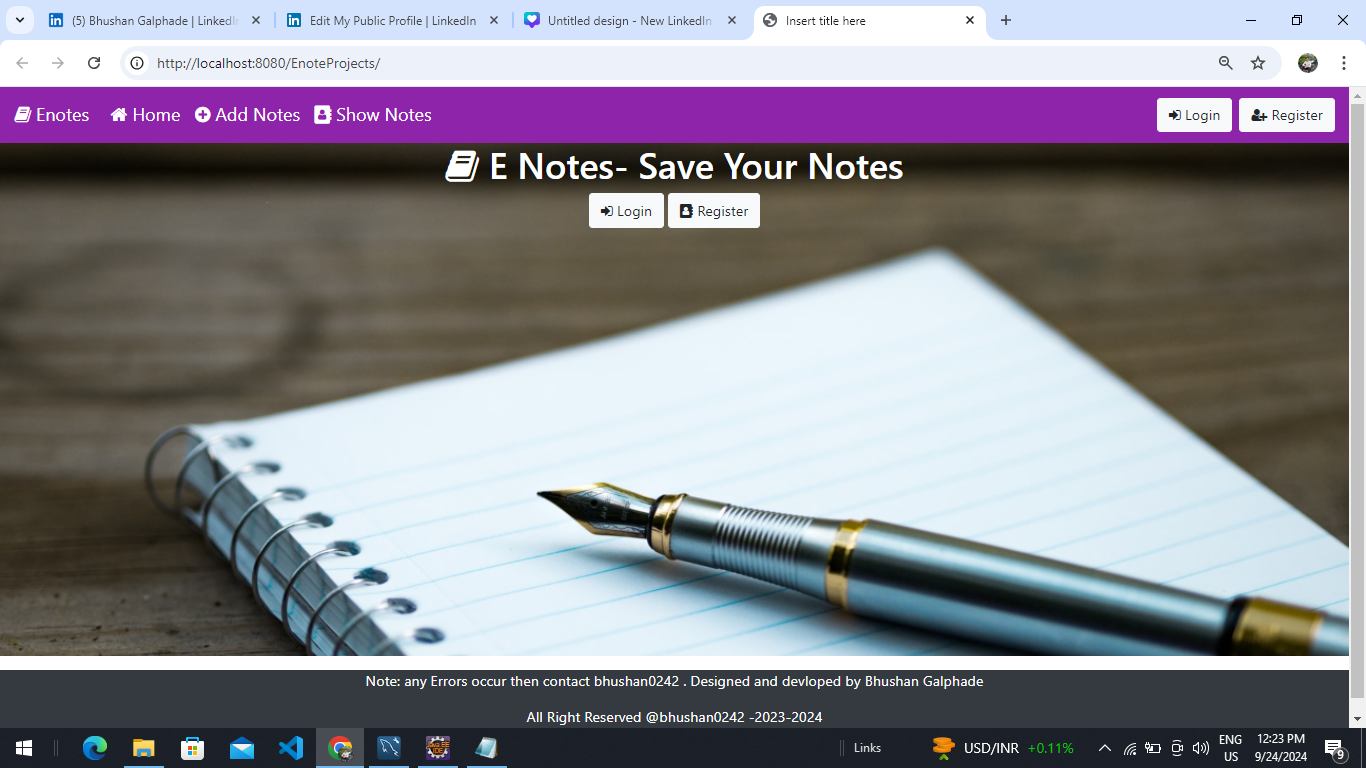 (5) Bhushan Galphade | LinkedIn
Edit My Public Profile | LinkedIn
Untitled design - New LinkedIn
Insert title here
http://localhost:8080/EnoteProjects/
Enotes Home Add Notes Show Notes Login Register
E Notes- Save Your Notes
Login Register
Note: any Errors occur then contact bhushan0242 . Designed and devloped by Bhushan Galphade
All Right Reserved @bhushan0242 -2023-2024
Links USD/INR +0.11% ENG US 12:23 PM 9/24/2024 9